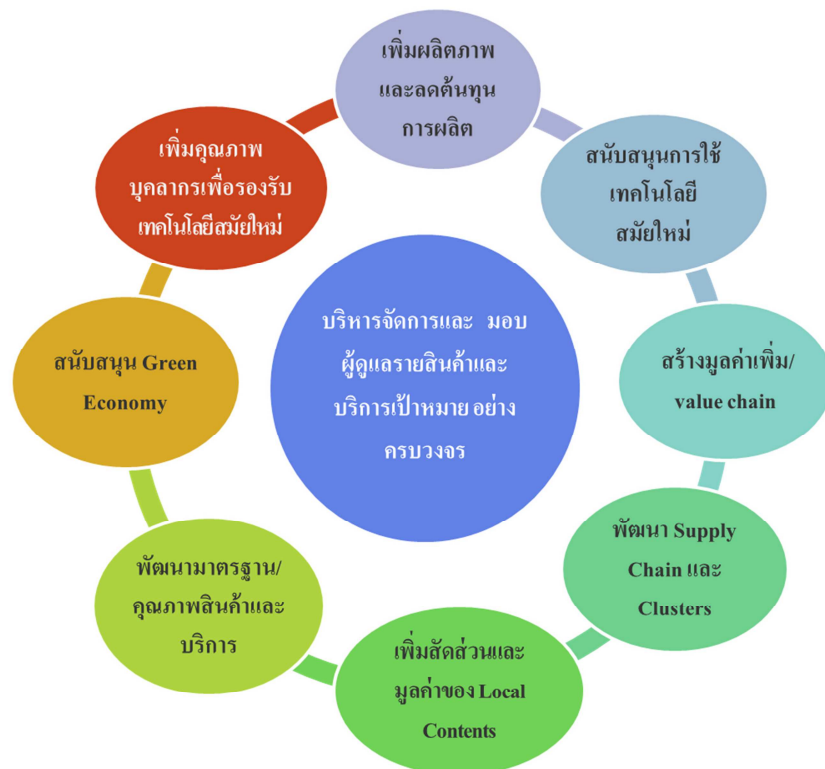 เพิ่มผลิตภาพ
และลดต้นทุน
การผลิต
สนับสนุนการใช้
เทคโนโลยี
สมัยใหม่
สร้างมูลค่าเพิ่ม/
value chain
พัฒนา Supply
Chain และ
Clusters
เพิ่มสัดส่วนและ
มูลค่าของ Local
Contents
พัฒนามาตรฐาน/
คุณภาพสินค้าและ
บริการ
สนับสนุน Green
Economy
เพิ่มคุณภาพ
บุคลากรเพื่อรองรับ
เทคโนโลยีสมัยใหม่
บริหารจัดการและ มอบ
ผู้ดูแลรายสินค้าและ
บริการเป้าหมาย อย่าง
ครบวงจร